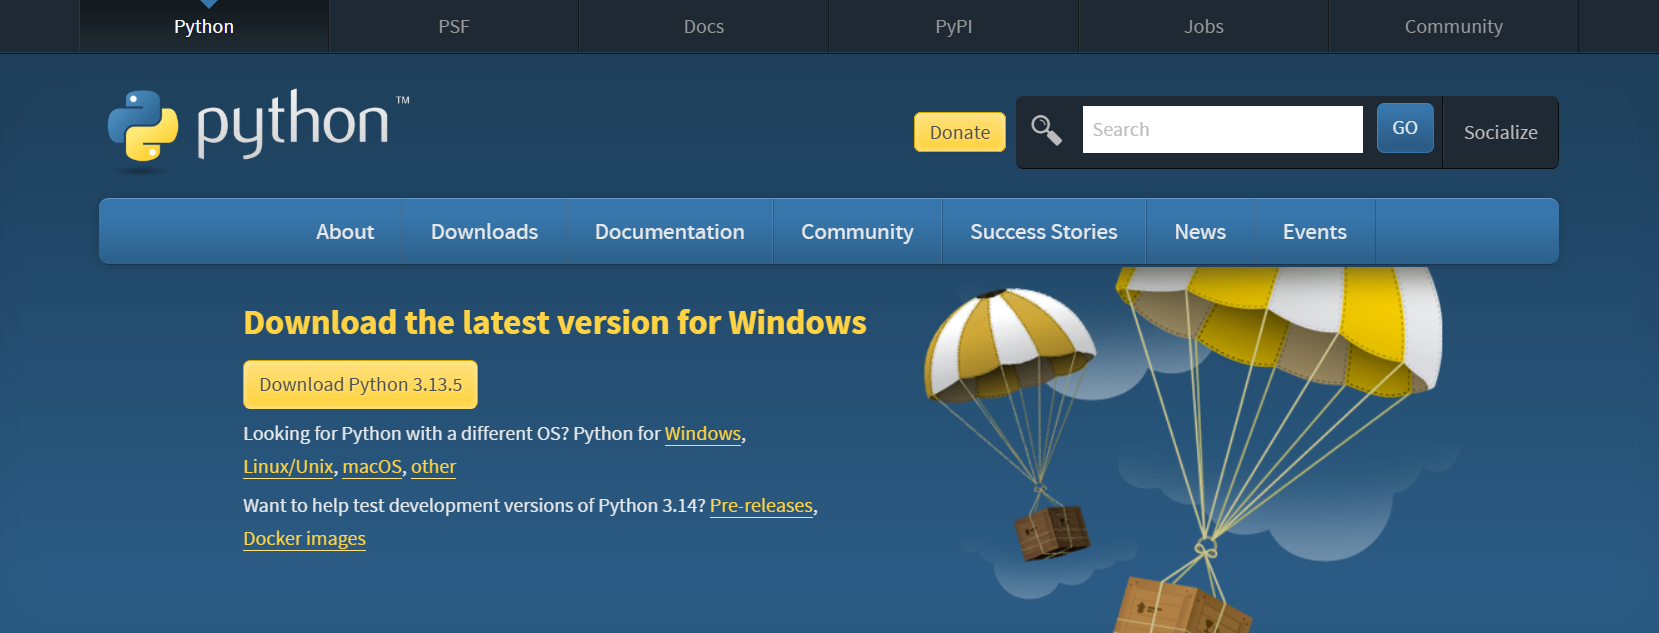 Python PSF Docs PyPI Jobs Community
python™
Donate Search GO Socialize
About Downloads Documentation Community Success Stories News Events
Download the latest version for Windows
Download Python 3.13.5
Looking for Python with a different OS? Python for Windows,
Linux/Unix, macOS, other
Want to help test development versions of Python 3.14? Pre-releases,
Docker images